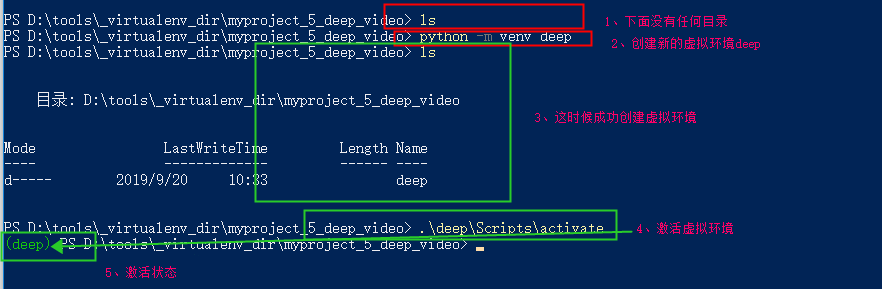 PS D:\tools\_virtualenv_dir\myproject_5_deep_video> ls
1、下面没有任何目录
PS D:\tools\_virtualenv_dir\myproject_5_deep_video> python -m venv deep
2、创建新的虚拟环境deep
PS D:\tools\_virtualenv_dir\myproject_5_deep_video> ls
目录: D:\tools\_virtualenv_dir\myproject_5_deep_video
3、这时候成功创建虚拟环境
Mode LastWriteTime Length Name
---- ------------- ------ ----
d----- 2019/9/20 10:33 deep
PS D:\tools\_virtualenv_dir\myproject_5_deep_video> .\deep\Scripts\activate
4、激活虚拟环境
(deep) PS D:\tools\_virtualenv_dir\myproject_5_deep_video>
5、激活状态